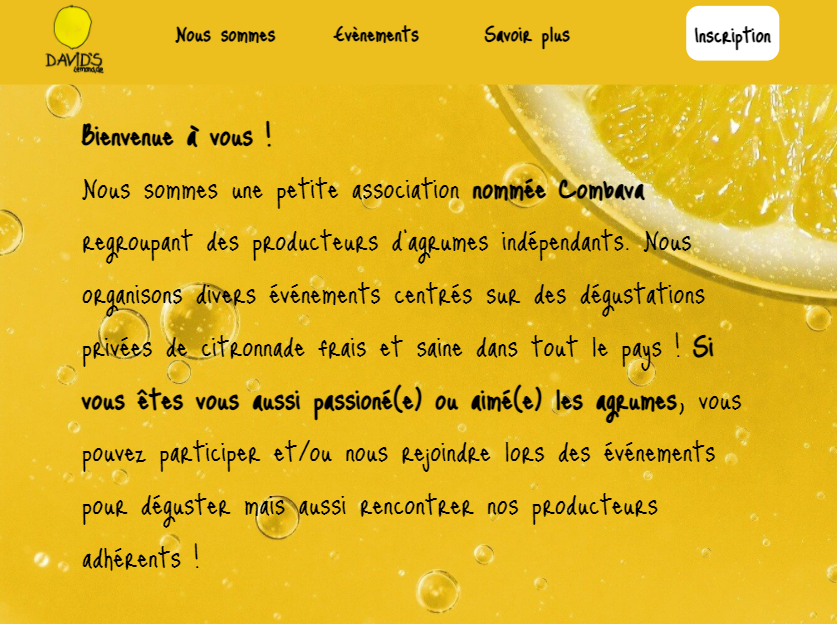 DAVID'S
Lemonade
Nous sommes
Evènements
Savoir plus
Inscription
Bienvenue à vous !
Nous sommes une petite association nommée Combava
regroupant des producteurs d'agrumes indépendants. Nous
organisons divers événements centrés sur des dégustations
privées de citronnade frais et saine dans tout le pays ! Si
vous êtes vous aussi passioné(e) ou aimé(e) les agrumes, vous
pouvez participer et/ou nous rejoindre lors des événements
pour déguster mais aussi rencontrer nos producteurs
adhérents !